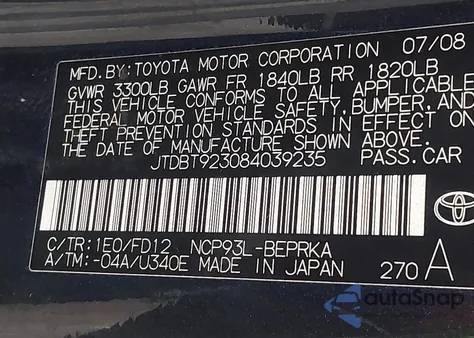 MFD. BY: TOYOTA MOTOR CORPORATION 07/08
GVWR 3300LB GAWR FR 1840LB RR 1820LB
THIS VEHICLE CONFORMS TO ALL APPLICABLE
FEDERAL MOTOR VEHICLE SAFETY, BUMPER, AND
THEFT PREVENTION STANDARDS IN EFFECT ON
THE DATE OF MANUFACTURE SHOWN ABOVE.
JTDBT923084039235 PASS. CAR
C/TR: 1E0/FD12 NCP93L-BEPRKA
A/TM: -04A/U340E MADE IN JAPAN 270 A
TOYOTA
autoSnap